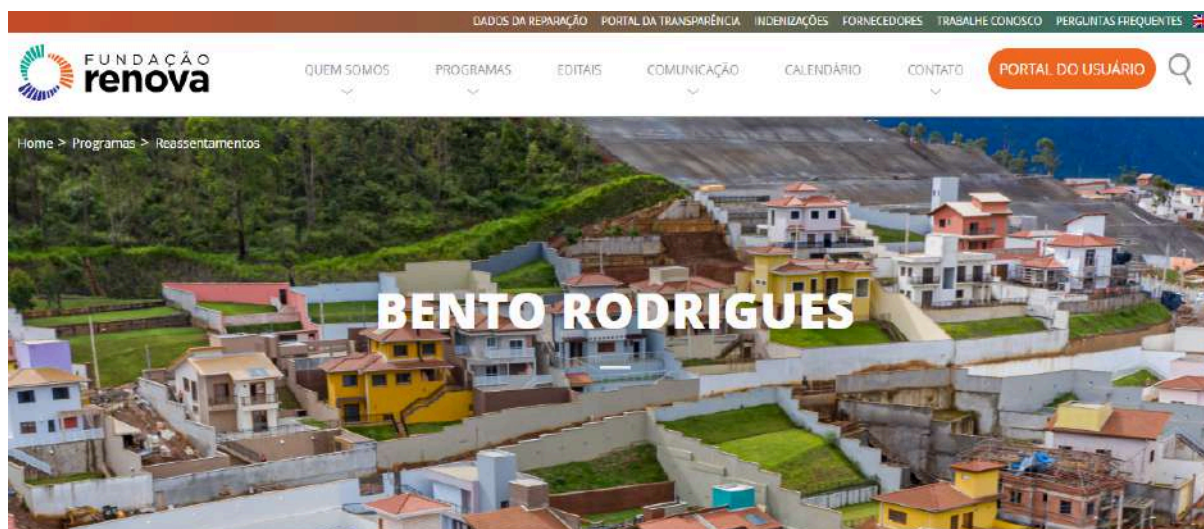 DADOS DA REPARAÇÃO PORTAL DA TRANSPARÊNCIA INDENIZAÇÕES FORNECEDORES TRABALHE CONOSCO PERGUNTAS FREQUENTES
FUNDAÇÃO
renova
QUEM SOMOS PROGRAMAS EDITAIS COMUNICAÇÃO CALENDÁRIO CONTATO PORTAL DO USUÁRIO
Home > Programas > Reassentamentos
BENTO RODRIGUES